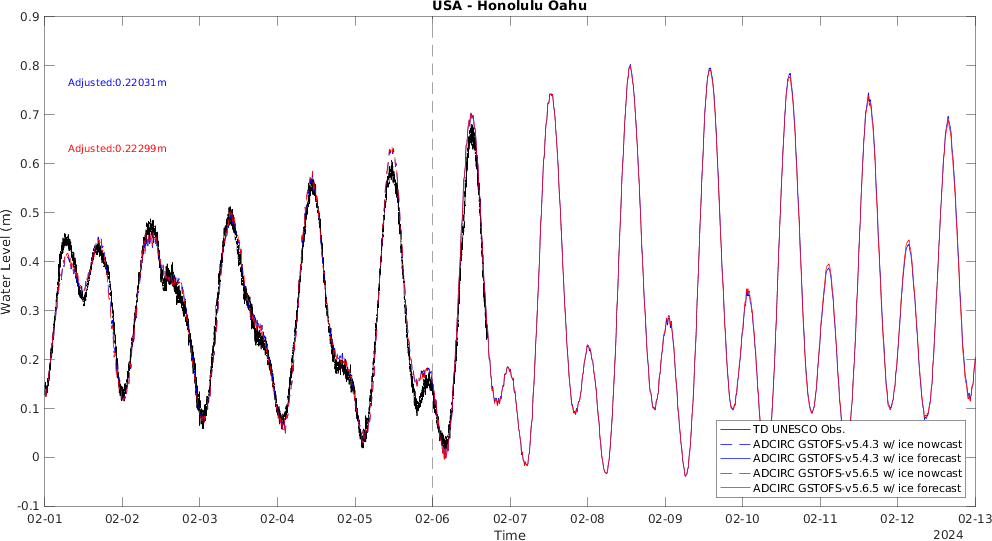 USA - Honolulu Oahu
Water Level (m)
0.9
0.8
0.7
0.6
0.5
0.4
0.3
0.2
0.1
0
-0.1
Adjusted:0.22031m
Adjusted:0.22299m
TD UNESCO Obs.
ADCIRC GSTOFS-v5.4.3 w/ ice nowcast
ADCIRC GSTOFS-v5.4.3 w/ ice forecast
ADCIRC GSTOFS-v5.6.5 w/ ice nowcast
ADCIRC GSTOFS-v5.6.5 w/ ice forecast
02-01 02-02 02-03 02-04 02-05 02-06 02-07 02-08 02-09 02-10 02-11 02-12 02-13
Time
2024